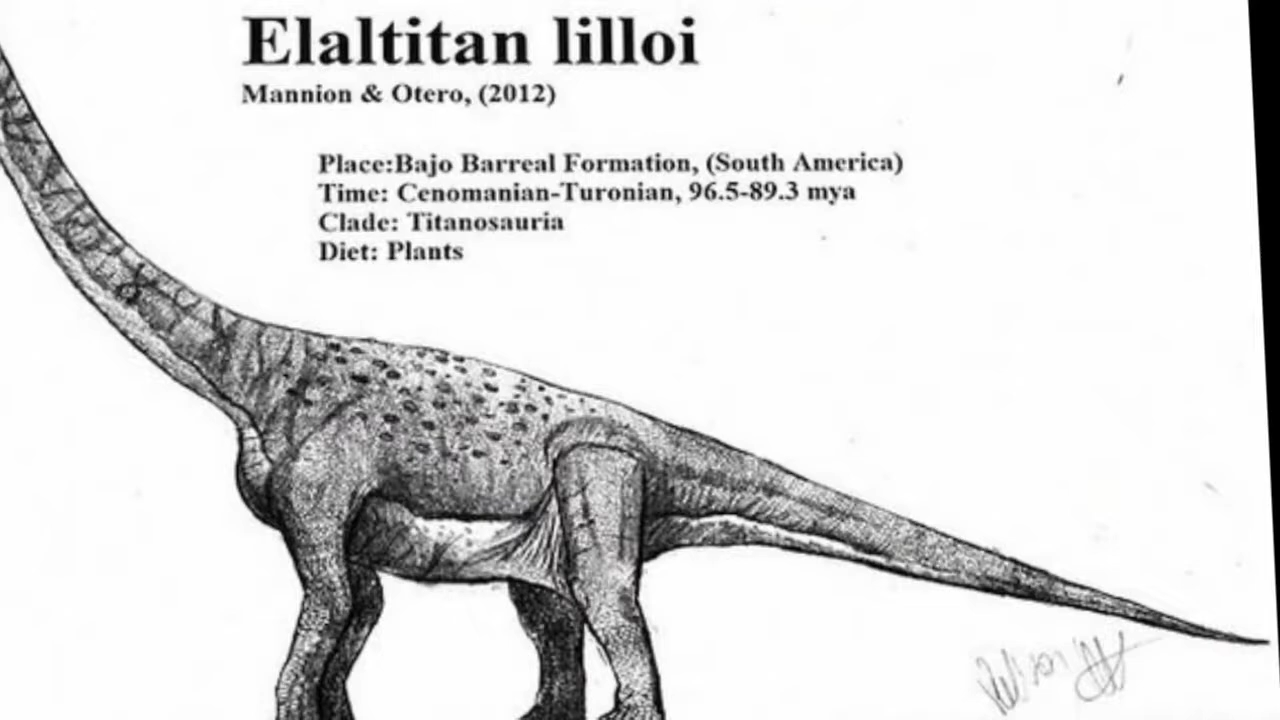 Elaltitan lilloi
Mannion & Otero, (2012)
Place:Bajo Barreal Formation, (South America)
Time: Cenomanian-Turonian, 96.5-89.3 mya
Clade: Titanosauria
Diet: Plants